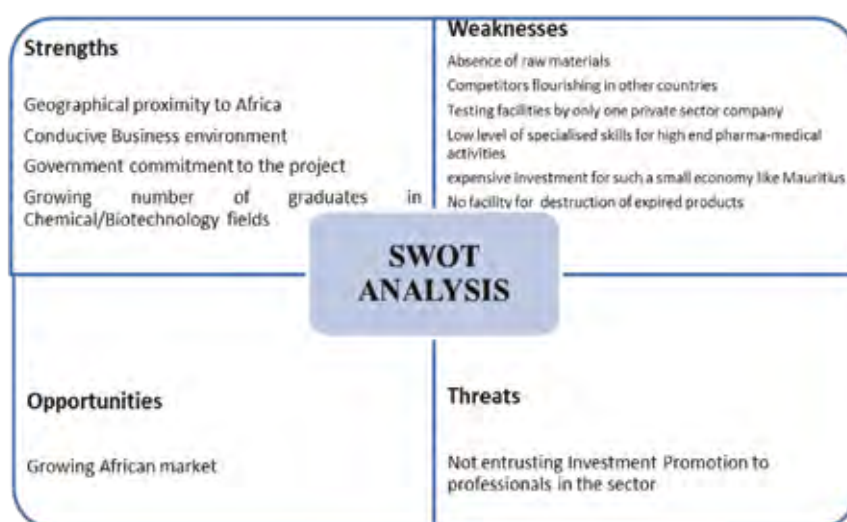 Strengths
Geographical proximity to Africa
Conducive Business environment
Government commitment to the project
Growing number of graduates in
Chemical/Biotechnology fields
Weaknesses
Absence of raw materials
Competitors flourishing in other countries
Testing facilities by only one private sector company
Low level of specialised skills for high end pharma-medical
activities
expensive investment for such a small economy like Mauritius
No facility for destruction of expired products
SWOT
ANALYSIS
Opportunities
Growing African market
Threats
Not entrusting Investment Promotion to
professionals in the sector